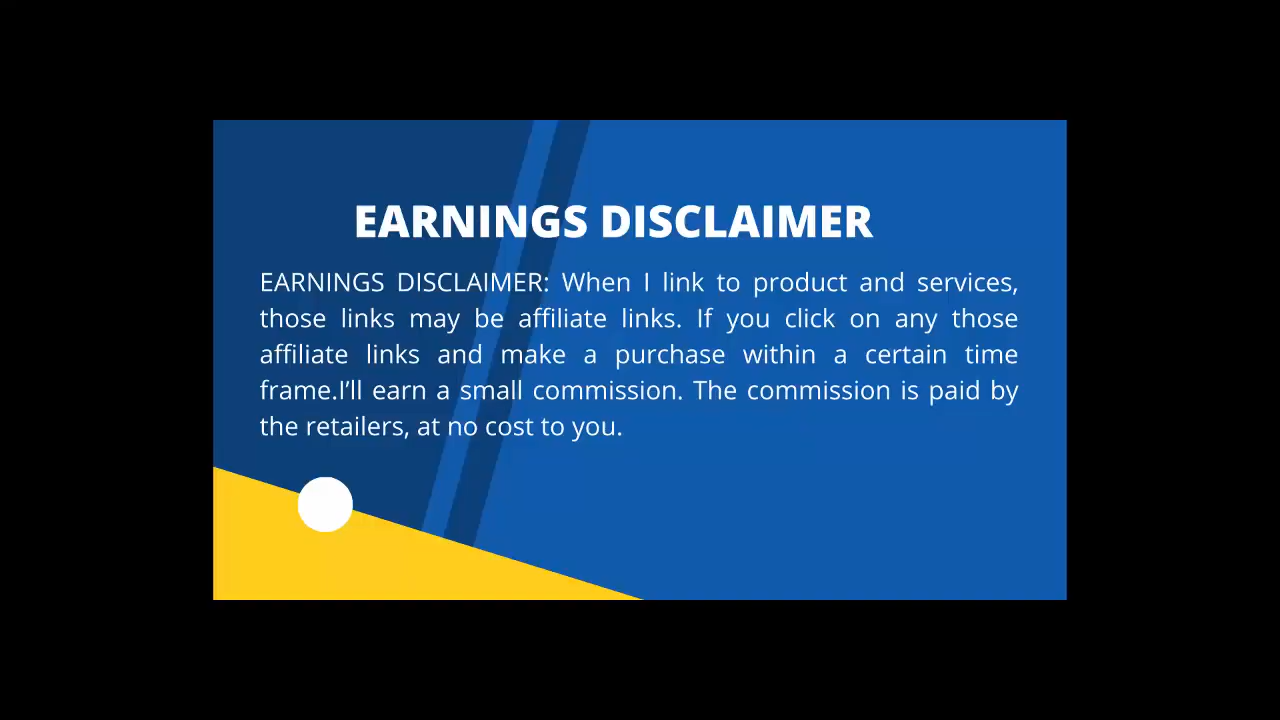 EARNINGS DISCLAIMER
EARNINGS DISCLAIMER: When I link to product and services,
those links may be affiliate links. If you click on any those
affiliate links and make a purchase within a certain time
frame.I’ll earn a small commission. The commission is paid by
the retailers, at no cost to you.